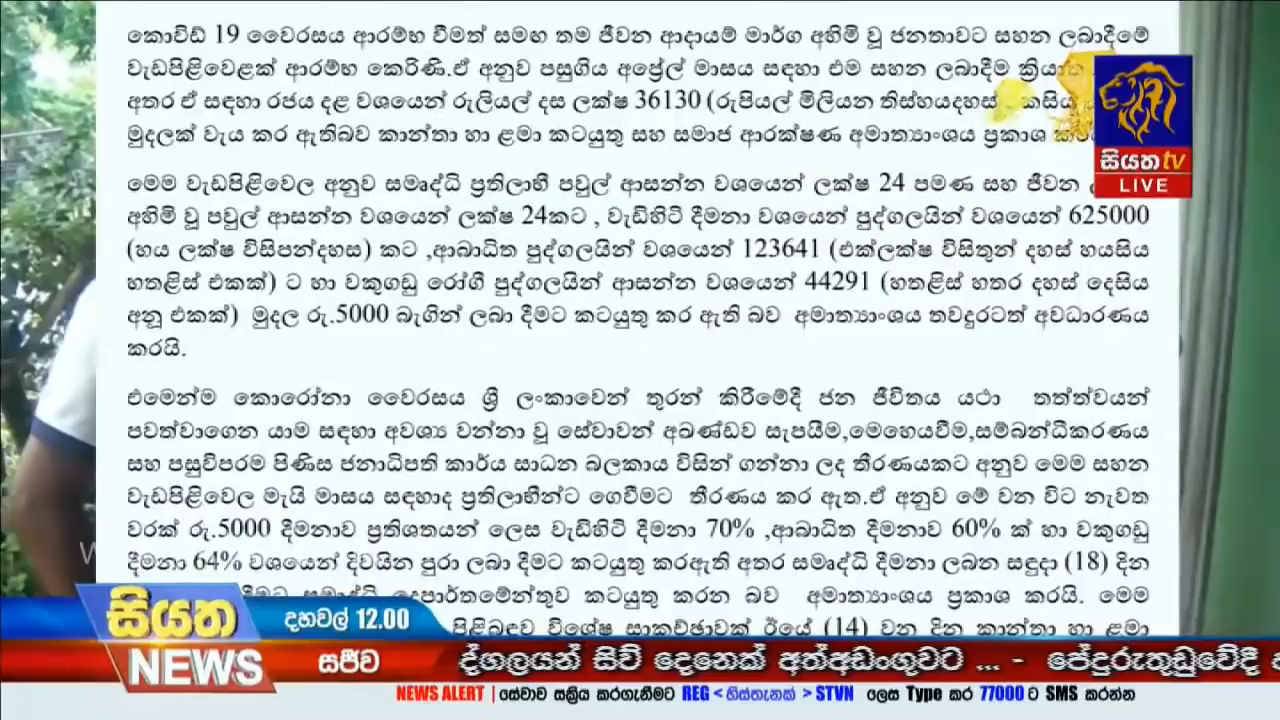 කොවිඩ් 19 වෛරසය ආරම්භ වීමත් සමඟ තම ජීවන ආදායම් මාර්ග අහිමි වූ ජනතාවට සහන ලබාදීමේ
වැඩපිළිවෙළක් ආරම්භ කෙරිණි.ඒ අනුව පසුගිය අප්‍රේල් මාසය සඳහා එම සහන ලබාදීම
අතර ඒ සඳහා රජය දළ වශයෙන් රුලියල් දස ලක්ෂ 36130 (රුපියල් මිලියන තිස්හයදහස්
මුදලක් වැය කර ඇතිබව කාන්තා හා ළමා කටයුතු සහ සමාජ ආරක්ෂණ අමාත්‍යාංශය ප්‍රකාශ
මෙම වැඩපිළිවෙල අනුව සමෘද්ධි ප්‍රතිලාභී පවුල් ආසන්න වශයෙන් ලක්ෂ 24 පමණ සහ ජීවන
අහිමි වූ පවුල් ආසන්න වශයෙන් ලක්ෂ 24කට , වැඩිහිටි දීමනා වශයෙන් පුද්ගලයින් වශයෙන් 625000
(හය ලක්ෂ විසිපන්දහස) කට ,ආබාධිත පුද්ගලයින් වශයෙන් 123641 (එක්ලක්ෂ විසිතුන් දහස් හයසිය
හතළිස් එකක්) ට හා වකුගඩු රෝගී පුද්ගලයින් ආසන්න වශයෙන් 44291 (හතළිස් හතර දහස් දෙසිය
අනූ එකක්) මුදල රු.5000 බැගින් ලබා දීමට කටයුතු කර ඇති බව අමාත්‍යාංශය තවදුරටත් අවධාරණය
කරයි.
එමෙන්ම කොරෝනා වෛරසය ශ්‍රී ලංකාවෙන් තුරන් කිරීමේදී ජන ජීවිතය යථා තත්ත්වයන්
පවත්වාගෙන යාම සඳහා අවශ්‍ය වන්නා වූ සේවාවන් අඛණ්ඩව සැපයීම,මෙහෙයවීම,සම්බන්ධීකරණය
සහ පසුවිපරම පිණිස ජනාධිපති කාර්ය සාධන බලකාය විසින් ගන්නා ලද තීරණයකට අනුව මෙම සහන
වැඩපිළිවෙල මැයි මාසය සඳහාද ප්‍රතිලාභීන්ට ගෙවීමට තීරණය කර ඇත.ඒ අනුව මේ වන විට නැවත
වරක් රු.5000 දීමනාව ප්‍රතිශතයන් ලෙස වැඩිහිටි දීමනා 70% ,ආබාධිත දීමනාව 60% ක් හා වකුගඩු
දීමනා 64% වශයෙන් දිවයින පුරා ලබා දීමට කටයුතු කරඇති අතර සමෘද්ධි දීමනා ලබන සඳුදා (18) දින
දෙපාර්තමේන්තුව කටයුතු කරන බව අමාත්‍යාංශය ප්‍රකාශ කරයි. මෙම
පිළිබඳව විශේෂ සාකච්ඡාවක් ඊයේ (14) වන දින කාන්තා හා ළමා
සියත tv
LIVE
සියත
NEWS
දහවල් 12.00
සජීව
ද්ගලයන් සිව් දෙනෙක් අත්අඩංගුවට ... - පේදුරුතුඩුවේදී
NEWS ALERT | සේවාව සක්‍රිය කරගැනීමට REG < හිස්තැනක් > STVN ලෙස Type කර 77000 ට SMS කරන්න